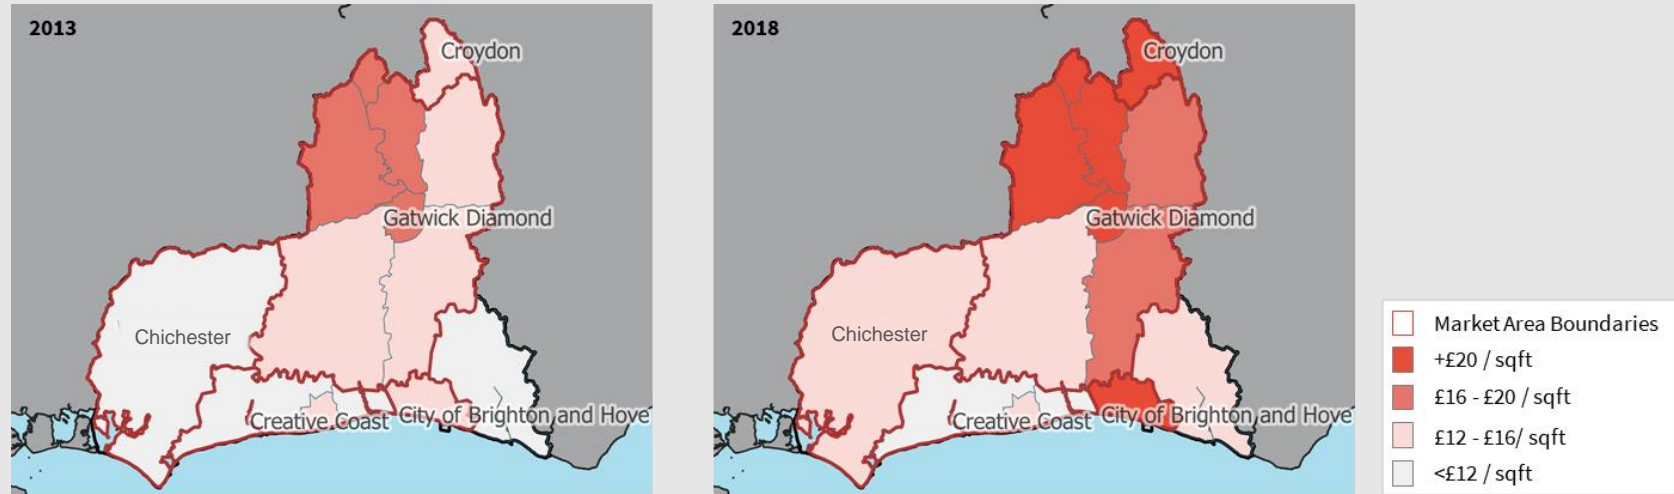 2013
Croydon
Gatwick Diamond
Chichester
Creative Coast
City of Brighton and Hove
2018
Croydon
Gatwick Diamond
Chichester
Creative Coast
City of Brighton and Hove
Market Area Boundaries
+£20 / sqft
£16 - £20 / sqft
£12 - £16/ sqft
<£12 / sqft